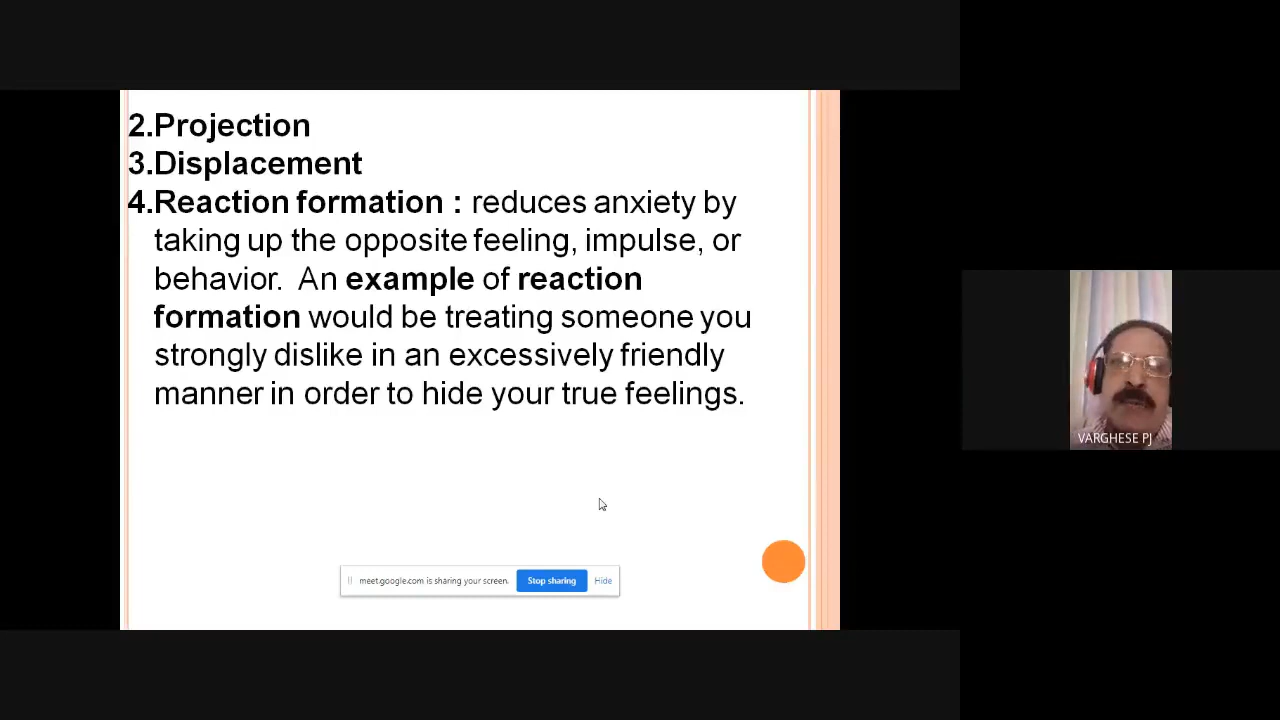 2.Projection
3.Displacement
4.Reaction formation : reduces anxiety by
taking up the opposite feeling, impulse, or
behavior.  An example of reaction
formation would be treating someone you
strongly dislike in an excessively friendly
manner in order to hide your true feelings.
meet.google.com is sharing your screen. Stop sharing Hide
VARGHESE PJ